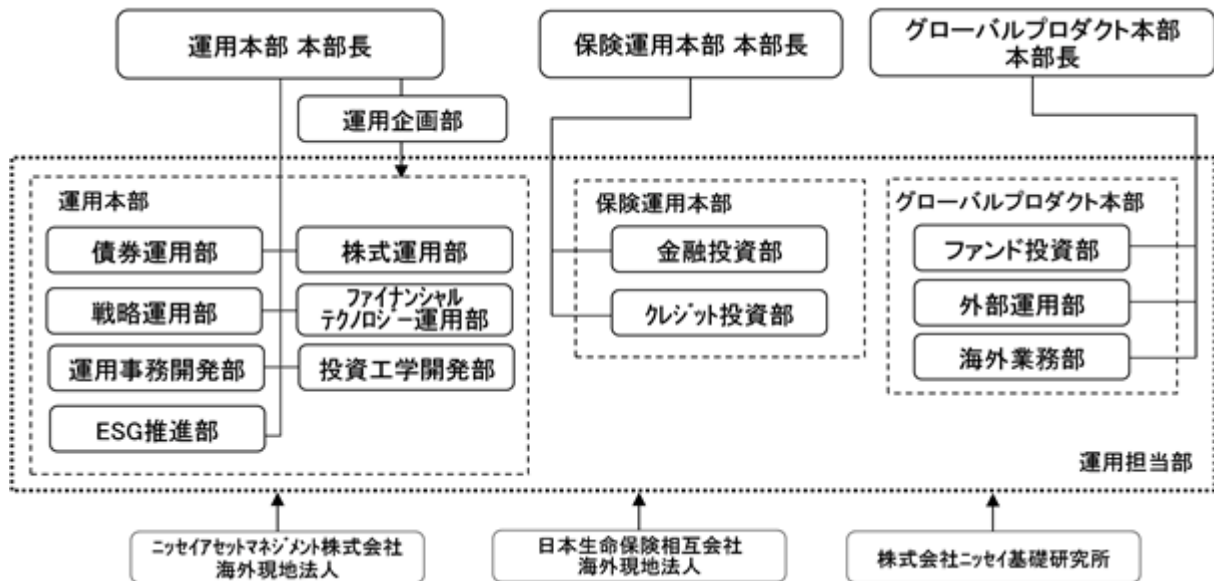 運用本部 本部長
保険運用本部 本部長
グローバルプロダクト本部
本部長
運用企画部
運用本部
債券運用部
株式運用部
戦略運用部
ファイナンシャル
テクノロジー運用部
運用事務開発部
投資工学開発部
ESG推進部
保険運用本部
金融投資部
クレジット投資部
グローバルプロダクト本部
ファンド投資部
外部運用部
海外業務部
運用担当部
ニッセイアセットマネジメント株式会社
海外現地法人
日本生命保険相互会社
海外現地法人
株式会社ニッセイ基礎研究所